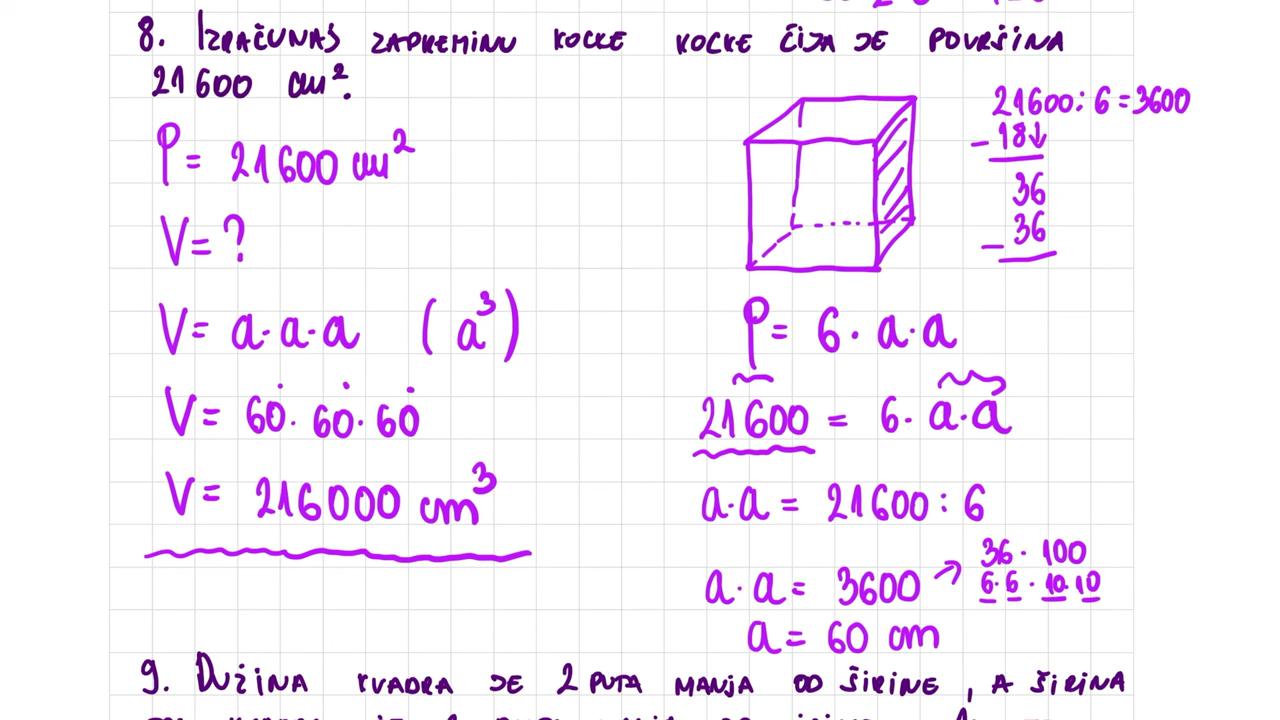 8. IZRAČUNAŠ ZAPREMINU KOCKE KOCKE ČIJA JE POVRŠINA
21600 cm².
P = 21600 cm²
V = ?
V = a·a·a (a³)
V = 60·60·60
V = 216000 cm³
21600:6=3600
-18↓
36
-36
P = 6·a·a
21600 = 6·a·a
a·a = 21600:6
a·a = 3600 → 36·100
6·6·10·10
a = 60 cm
9. DUŽINA KVADRA JE 2 PUTA MANJA OD ŠIRINE, A ŠIRINA